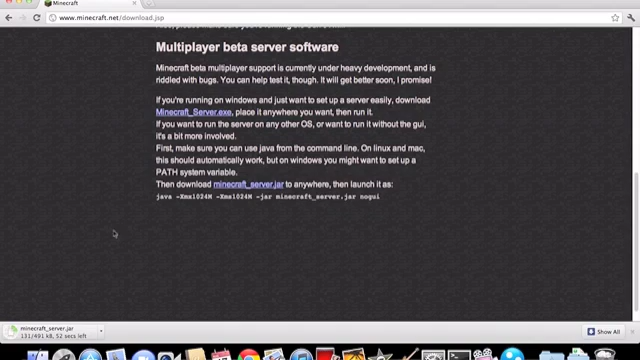 Minecraft
www.minecraft.net/download.jsp
Multiplayer beta server software
Minecraft beta multiplayer support is currently under heavy development, and is
riddled with bugs. You can help test it, though. It will get better soon, I promise!
If you're running on windows and just want to set up a server easily, download
Minecraft_Server.exe, place it anywhere you want, then run it.
If you want to run the server on any other OS, or want to run it without the gui,
it's a bit more involved.
First, make sure you can use java from the command line. On linux and mac,
this should automatically work, but on windows you might want to set up a
PATH system variable.
Then download minecraft_server.jar to anywhere, then launch it as:
java -Xmx1024M -Xms1024M -jar minecraft_server.jar nogui
minecraft_server.jar
131/491 kB, 52 secs left
Show All